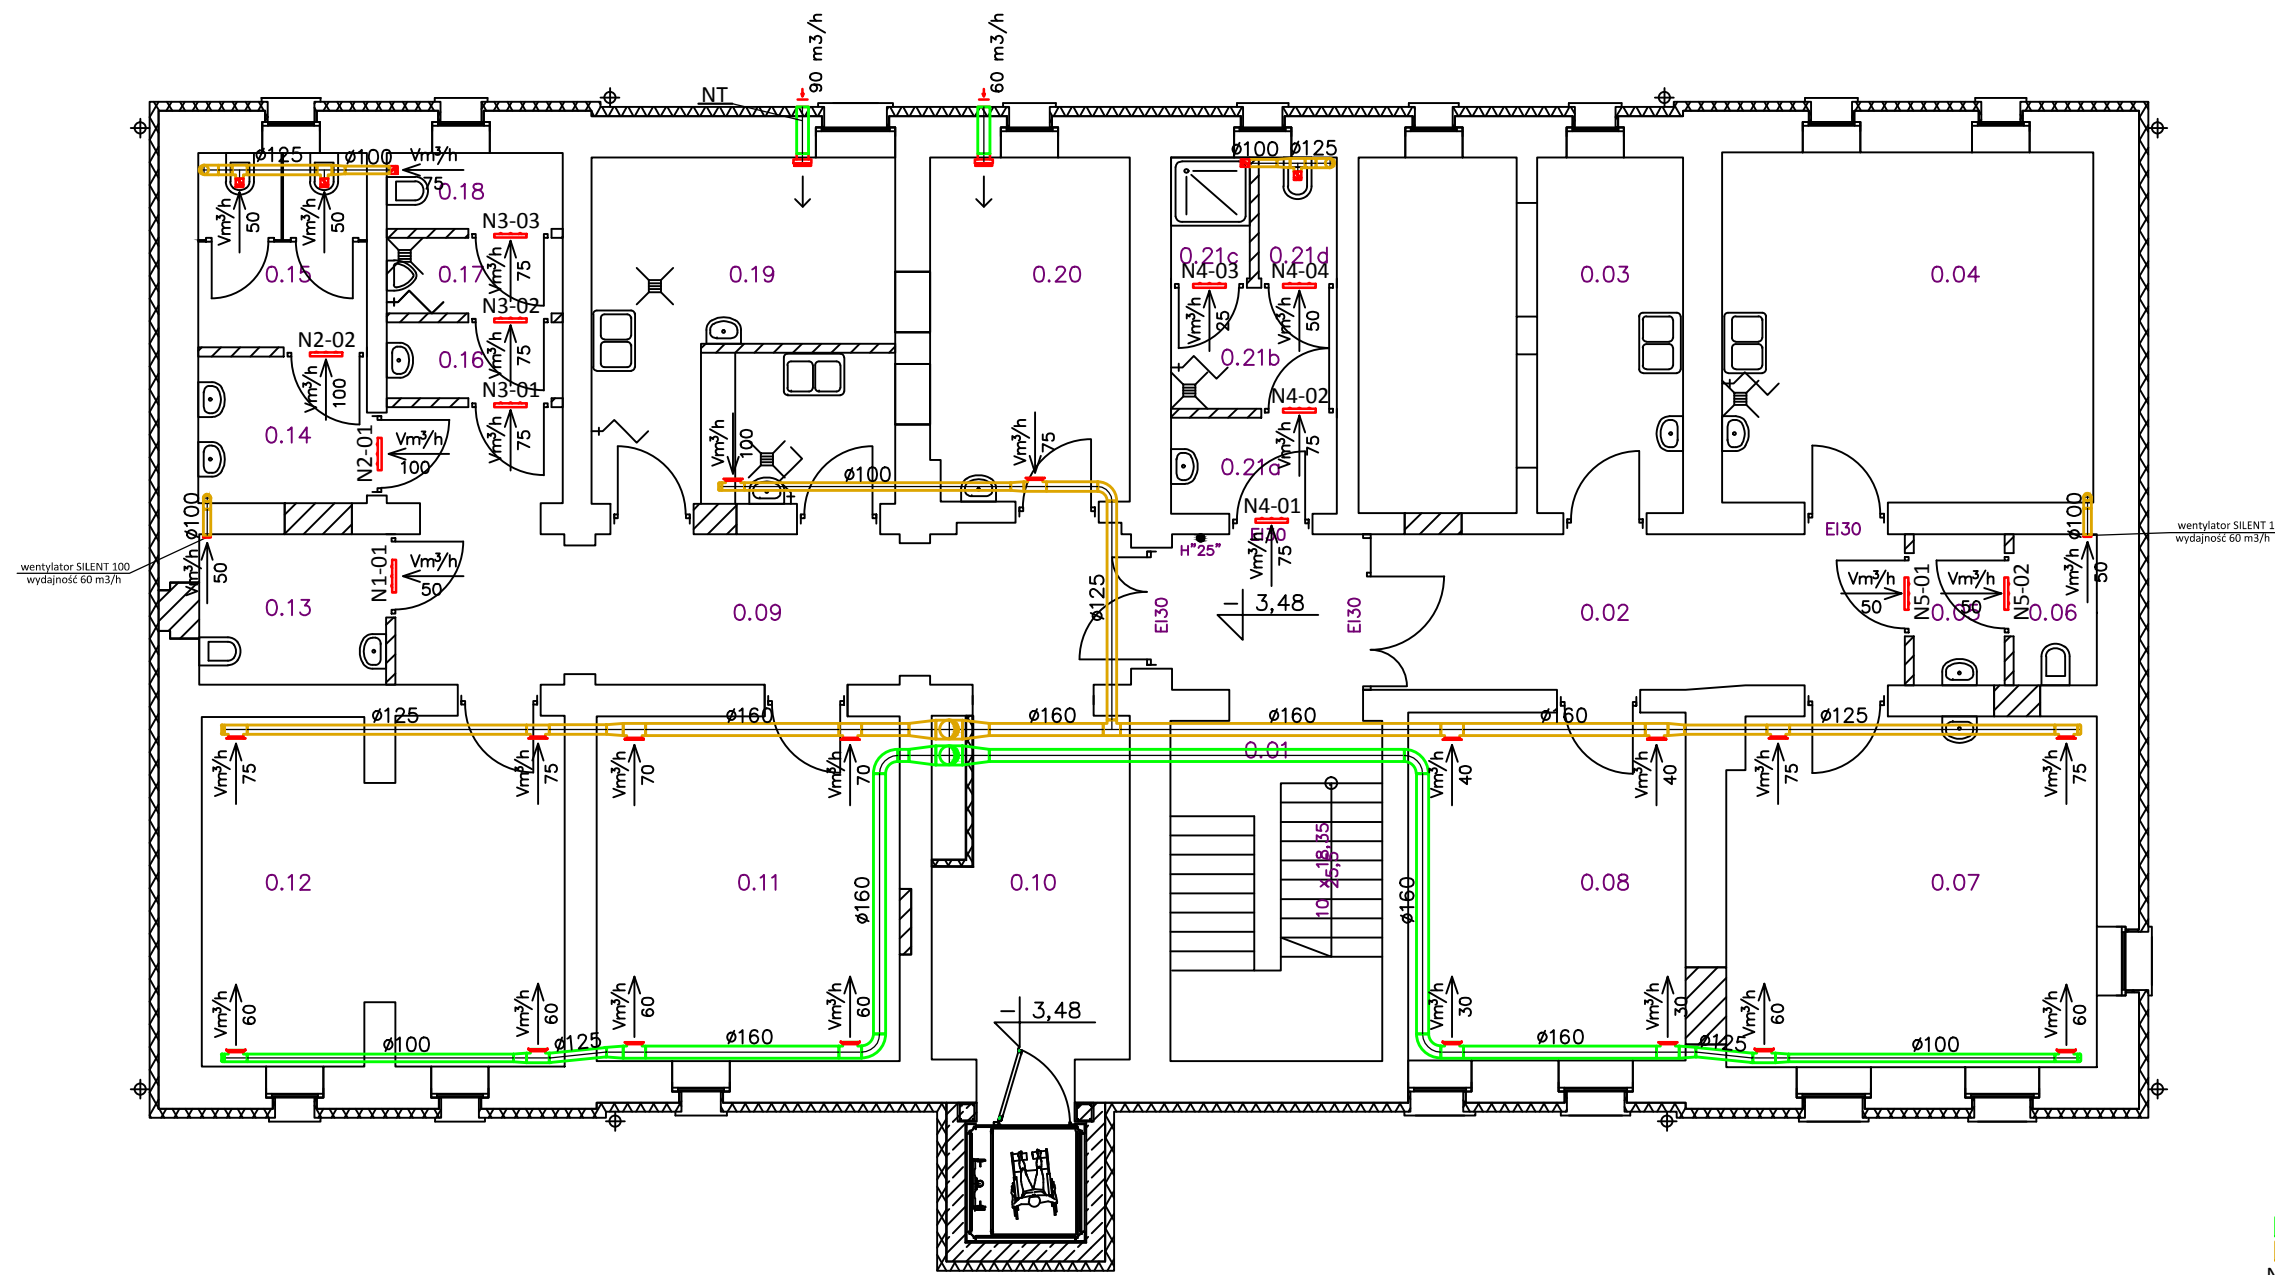 90 m3/h
60 m3/h
NT
ø125
ø100
Vm³/h
75
0.18
ø100
ø125
Vm³/h
50
Vm³/h
50
N3-03
Vm³/h
75
0.15
0.17
0.19
0.20
0.21c
0.21d
N4-03
N4-04
0.03
0.04
N3-02
Vm³/h
75
Vm³/h
25
Vm³/h
50
N2-02
Vm³/h
100
0.16
0.21b
N3-01
Vm³/h
75
N4-02
Vm³/h
75
0.14
N2-01
Vm³/h
100
Vm³/h
100
Vm³/h
75
ø100
0.21a
N4-01
EI30
H"25"
Vm³/h
75
EI30
ø100
ø100
wentylator SILENT 100
wydajność 60 m3/h
wentylator SILENT 1
wydajność 60 m3/h
Vm³/h
50
N1-01
Vm³/h
50
0.13
0.09
ø125
EI30
3,48
EI30
0.02
Vm³/h
50
N5-01
0.05
Vm³/h
50
N5-02
0.06
Vm³/h
50
ø125
ø160
ø160
ø160
ø160
ø125
0.01
Vm³/h
75
Vm³/h
75
Vm³/h
70
Vm³/h
70
Vm³/h
40
Vm³/h
40
Vm³/h
75
Vm³/h
75
0.12
0.11
ø160
0.10
10 x 18,35
25,5
ø160
0.08
0.07
3,48
Vm³/h
60
Vm³/h
60
Vm³/h
60
Vm³/h
60
Vm³/h
30
Vm³/h
30
Vm³/h
60
Vm³/h
60
ø100
ø125
ø160
ø160
ø125
ø100